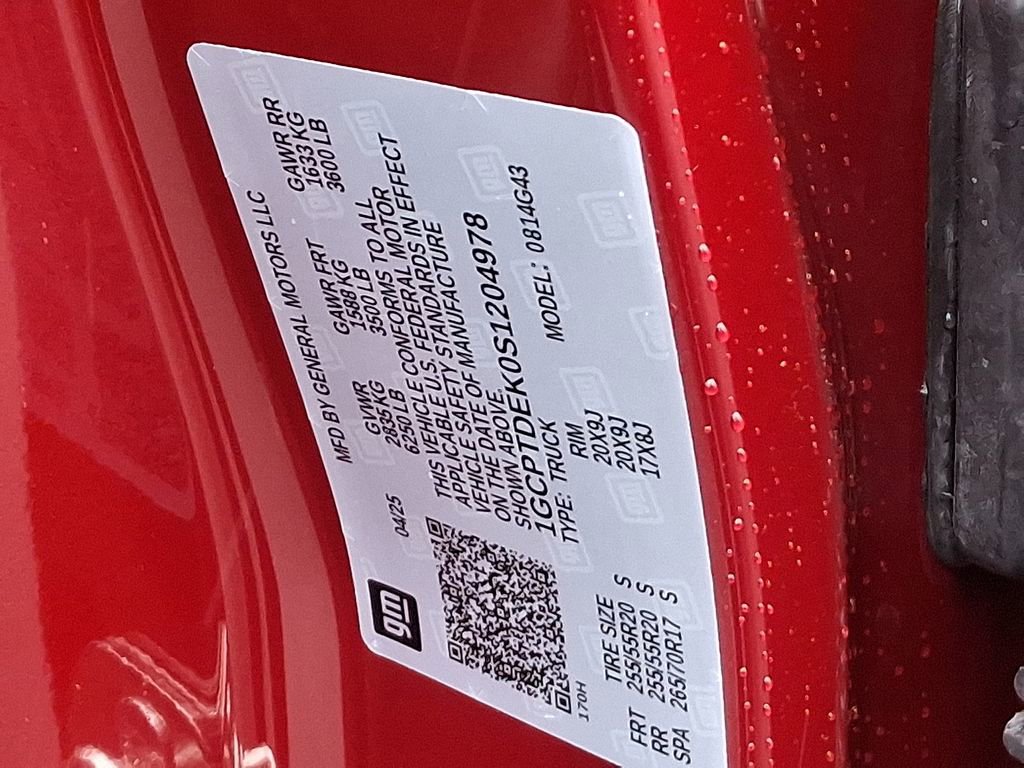 gm
MFD BY GENERAL MOTORS LLC
04/25 GVWR GAWR FRT GAWR RR
2835 KG 1588 KG 1633 KG
6250 LB 3500 LB 3600 LB
THIS VEHICLE CONFORMS TO ALL
APPLICABLE U.S. FEDERAL MOTOR
VEHICLE SAFETY STANDARDS IN EFFECT
ON THE DATE OF MANUFACTURE
SHOWN ABOVE.
1GCPTDEK0S1204978
TYPE: TRUCK MODEL: 0814G43
170H
TIRE SIZE RIM
FRT 255/55R20 S 20X9J
RR 255/55R20 S 20X9J
SPA 265/70R17 S 17X8J